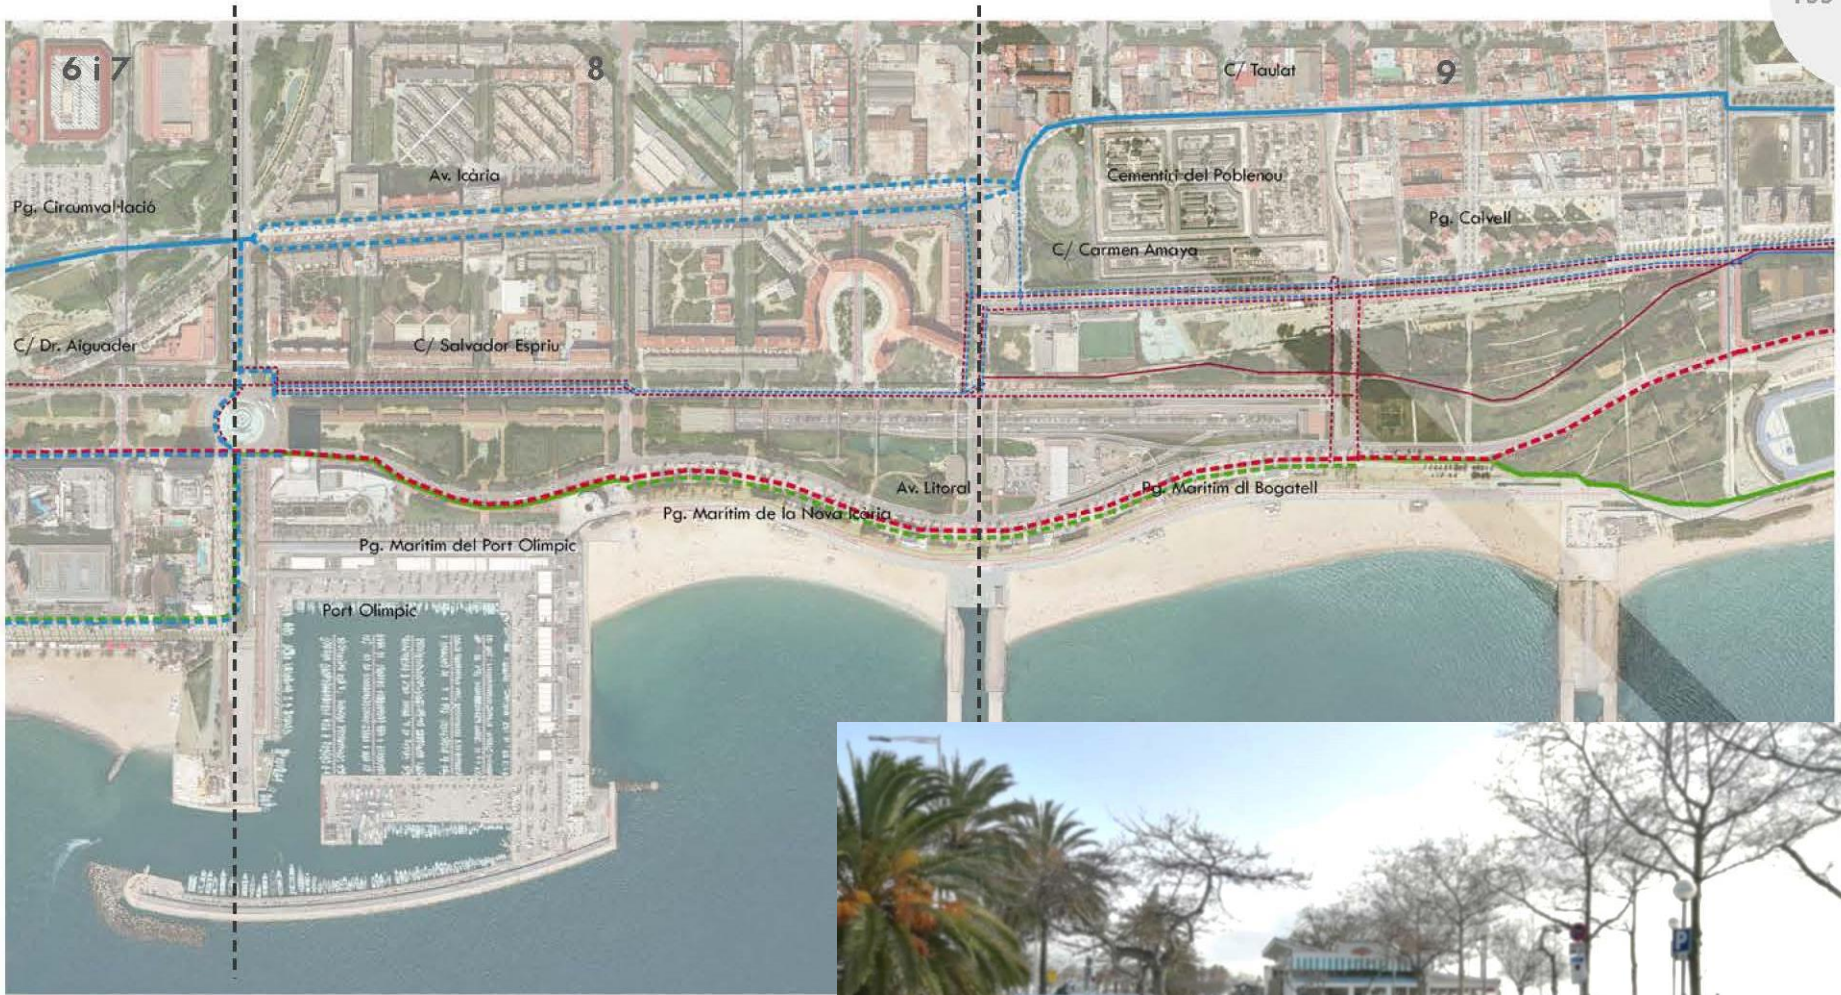 6 i 7
8
9
C/ Taulat
Av. Icària
Cementiri del Poblenou
Pg. Circumval·lació
Pg. Calvell
C/ Carmen Amaya
C/ Dr. Aiguader
C/ Salvador Espriu
Av. Litoral
Pg. Marítim dl Bogatell
Pg. Marítim de la Nova Icària
Pg. Marítim del Port Olímpic
Port Olímpic
P